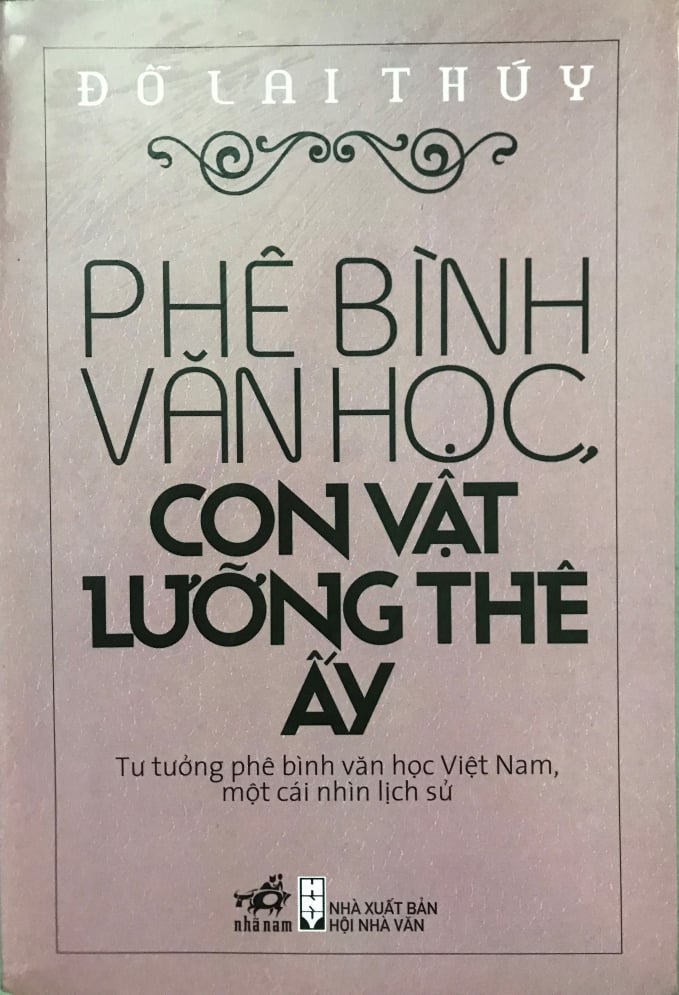 ĐỖ LAI THÚY
PHÊ BÌNH
VĂN HỌC,
CON VẬT
LƯỠNG THÊ
ẤY
Tư tưởng phê bình văn học Việt Nam,
một cái nhìn lịch sử
nhã nam
HNV
NHÀ XUẤT BẢN
HỘI NHÀ VĂN